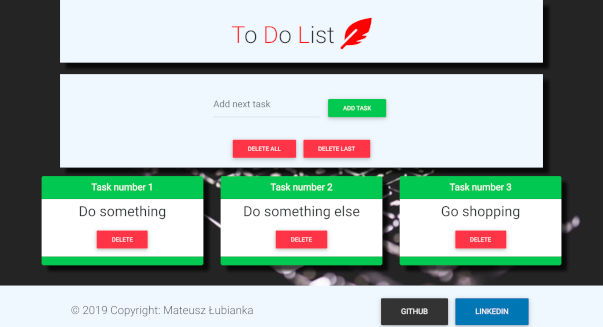 To Do List
Add next task
ADD TASK
DELETE ALL
DELETE LAST
Task number 1
Do something
DELETE
Task number 2
Do something else
DELETE
Task number 3
Go shopping
DELETE
© 2019 Copyright: Mateusz Łubianka
GITHUB
LINKEDIN